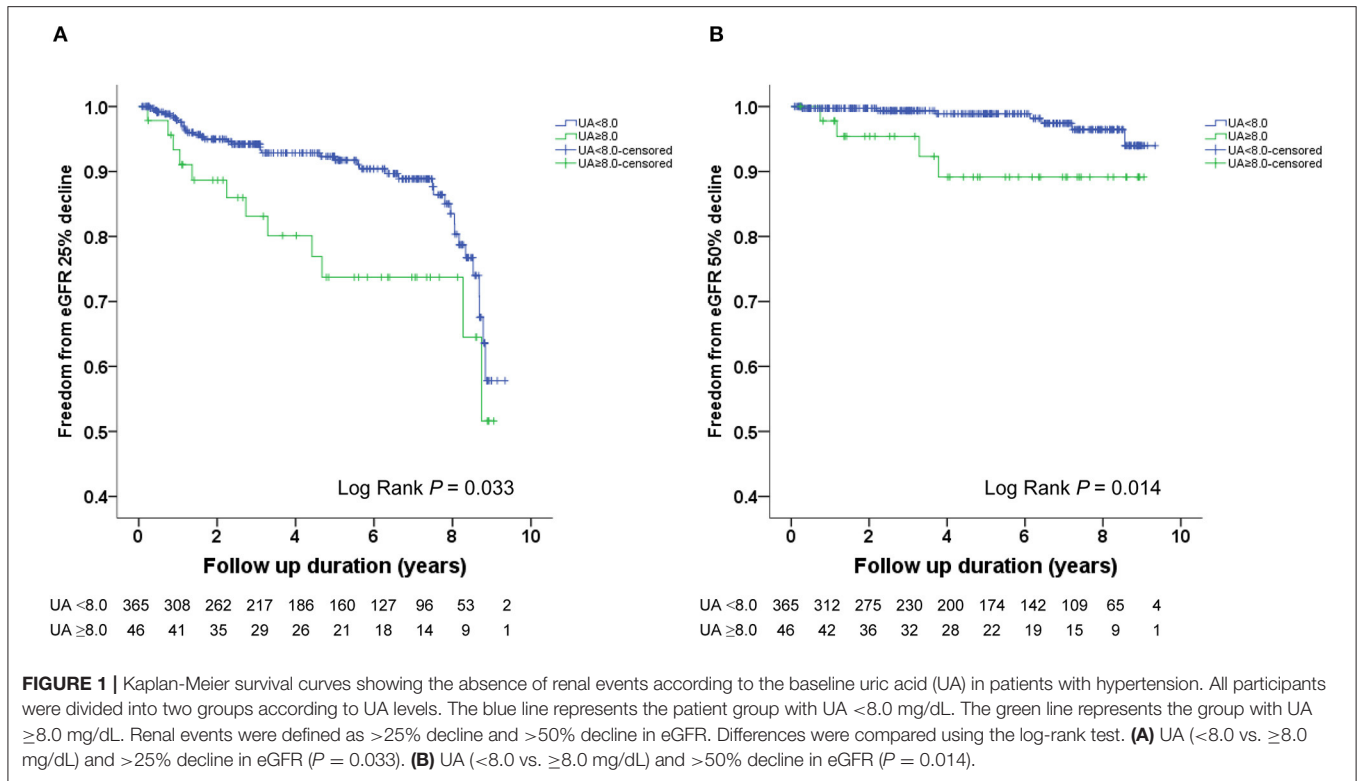 A
1.0
0.9
0.8
0.7
0.6
0.5
0.4
Freedom from eGFR 25% decline
UA<8.0
UA≥8.0
UA<8.0-censored
UA≥8.0-censored
Log Rank P = 0.033
0 2 4 6 8 10
Follow up duration (years)
UA <8.0 365 308 262 217 186 160 127 96 53 2
UA ≥8.0 46 41 35 29 26 21 18 14 9 1
B
1.0
0.9
0.8
0.7
0.6
0.5
0.4
Freedom from eGFR 50% decline
UA<8.0
UA≥8.0
UA<8.0-censored
UA≥8.0-censored
Log Rank P = 0.014
0 2 4 6 8 10
Follow up duration (years)
UA <8.0 365 312 275 230 200 174 142 109 65 4
UA ≥8.0 46 42 36 32 28 22 19 15 9 1
FIGURE 1 | Kaplan-Meier survival curves showing the absence of renal events according to the baseline uric acid (UA) in patients with hypertension. All participants
were divided into two groups according to UA levels. The blue line represents the patient group with UA <8.0 mg/dL. The green line represents the group with UA
≥8.0 mg/dL. Renal events were defined as >25% decline and >50% decline in eGFR. Differences were compared using the log-rank test. (A) UA (<8.0 vs. ≥8.0
mg/dL) and >25% decline in eGFR (P = 0.033). (B) UA (<8.0 vs. ≥8.0 mg/dL) and >50% decline in eGFR (P = 0.014).